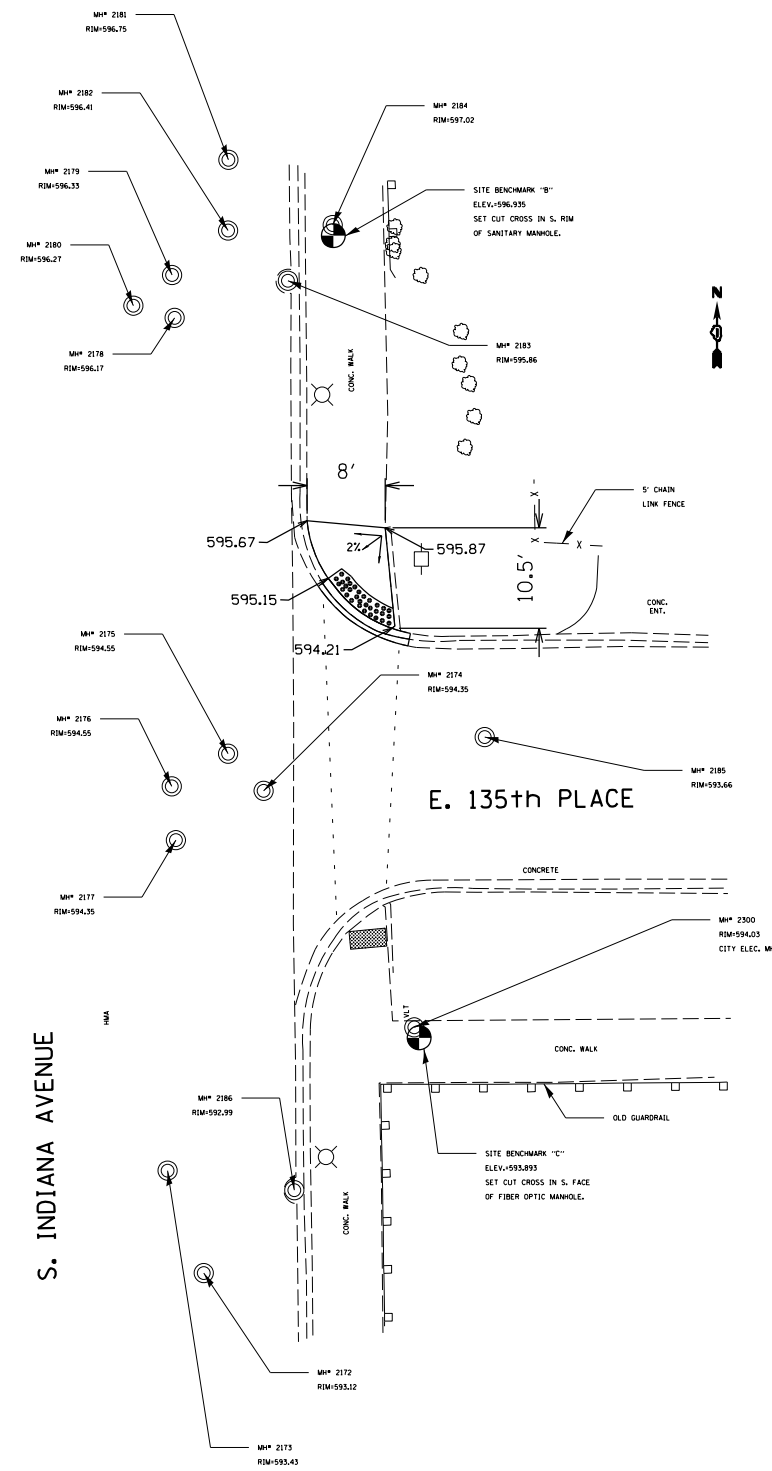 MH# 2181
RIM=596.75
MH# 2182
RIM=596.41
MH# 2184
RIM=597.02
MH# 2179
RIM=596.33
SITE BENCHMARK "B"
ELEV.=596.935
SET CUT CROSS IN S. RIM
OF SANITARY MANHOLE.
MH# 2180
RIM=596.27
N
MH# 2178
RIM=596.17
MH# 2183
RIM=595.86
CONC. WALK
8'
5' CHAIN
LINK FENCE
X
X
X
595.67
2%
595.87
10.5'
595.15
CONC.
ENT.
594.21
MH# 2175
RIM=594.55
MH# 2174
RIM=594.35
MH# 2176
RIM=594.55
MH# 2185
RIM=593.66
E. 135th PLACE
MH# 2177
RIM=594.35
CONCRETE
MH# 2300
RIM=594.03
CITY ELEC. MH
VLT
HMA
S. INDIANA AVENUE
CONC. WALK
MH# 2186
RIM=592.99
OLD GUARDRAIL
SITE BENCHMARK "C"
ELEV.=593.893
SET CUT CROSS IN S. FACE
OF FIBER OPTIC MANHOLE.
CONC. WALK
MH# 2172
RIM=593.12
MH# 2173
RIM=593.43